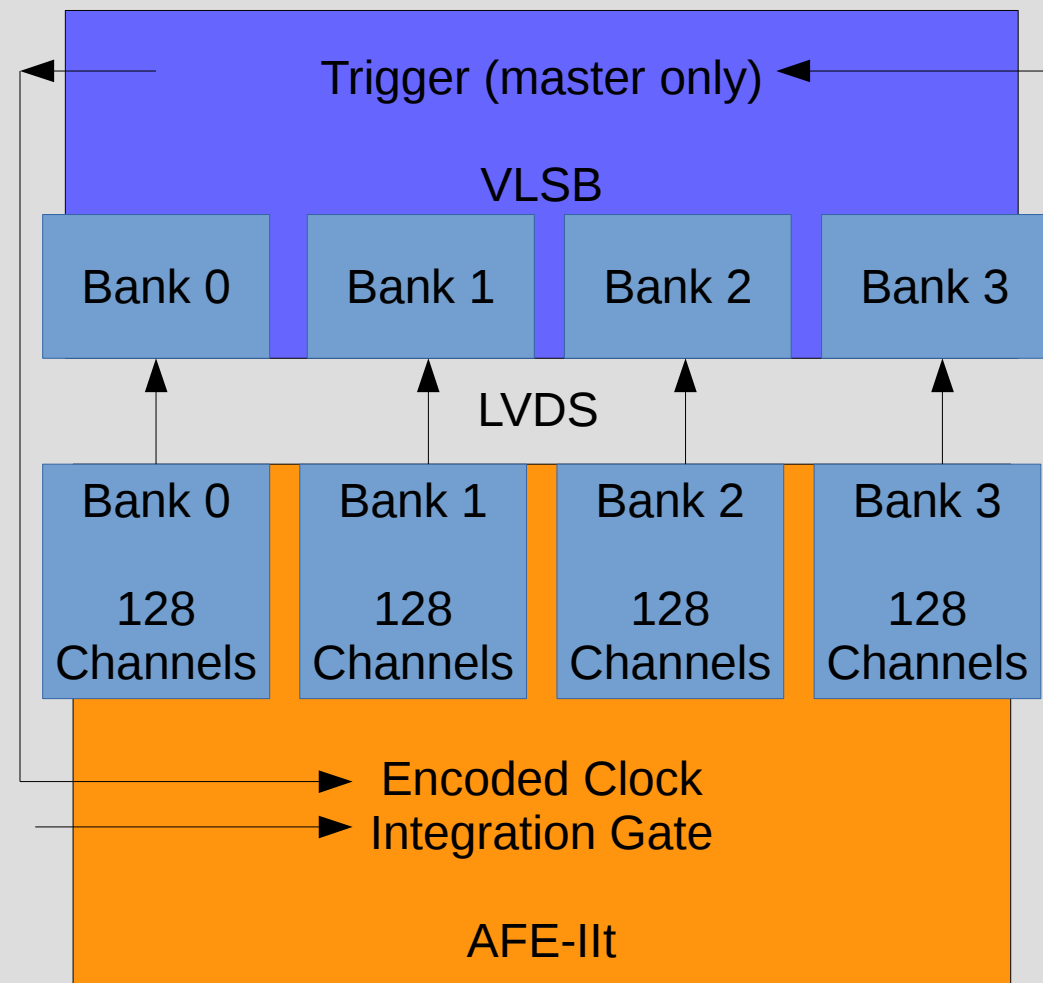 Trigger (master only)
VLSB
Bank 0
Bank 1
Bank 2
Bank 3
LVDS
Bank 0
128
Channels
Bank 1
128
Channels
Bank 2
128
Channels
Bank 3
128
Channels
Encoded Clock
Integration Gate
AFE-IIt